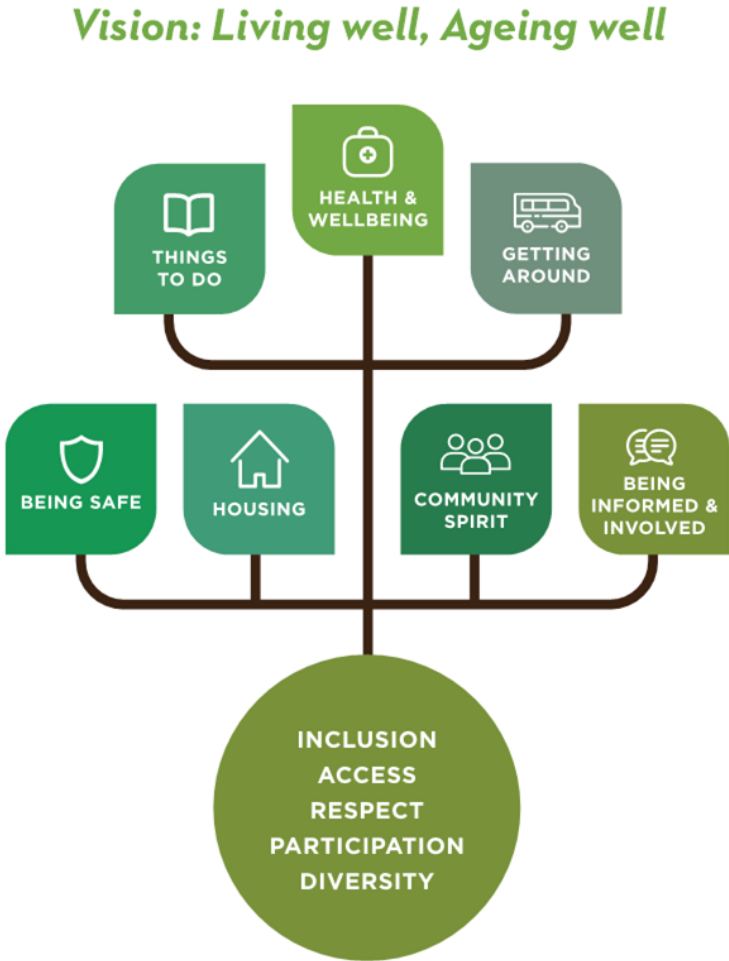 Vision: Living well, Ageing well
HEALTH &
WELLBEING
THINGS
TO DO
GETTING
AROUND
BEING SAFE
HOUSING
COMMUNITY
SPIRIT
BEING
INFORMED &
INVOLVED
INCLUSION
ACCESS
RESPECT
PARTICIPATION
DIVERSITY